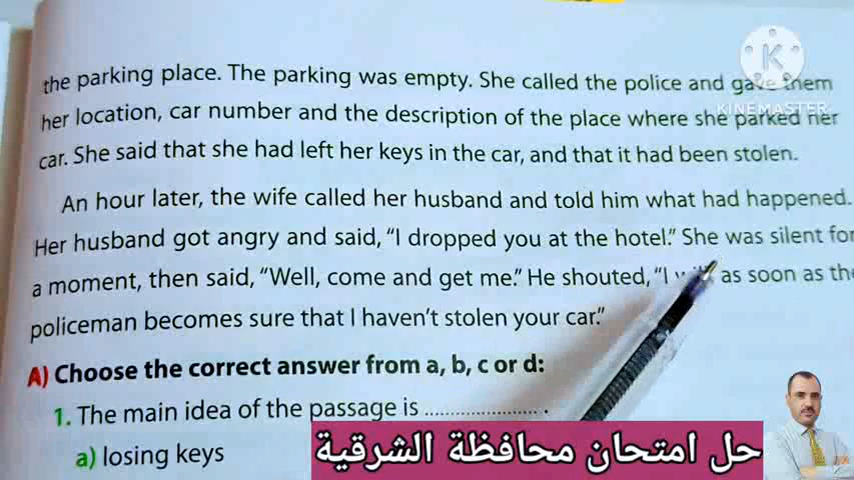 the parking place. The parking was empty. She called the police and gave them
her location, car number and the description of the place where she parked her
car. She said that she had left her keys in the car, and that it had been stolen.
An hour later, the wife called her husband and told him what had happened.
Her husband got angry and said, “I dropped you at the hotel.” She was silent for
a moment, then said, “Well, come and get me.” He shouted, “I will as soon as the
policeman becomes sure that I haven't stolen your car.”
A) Choose the correct answer from a, b, c or d:
1. The main idea of the passage is ...................... .
a) losing keys
K
KINEMASTER
حل امتحان محافظة الشرقية